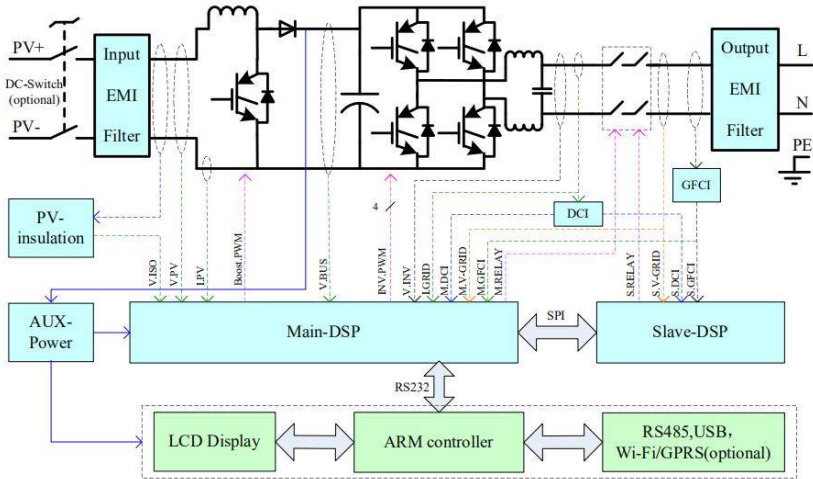 PV+
DC-Switch
(optional)
PV-
Input
EMI
Filter
Output
EMI
Filter
L
N
PE
GFCI
DCI
4
PV-
insulation
V.ISO
V.PV
I.PV
Boost.PWM
V.BUS
INV.PWM
V.INV
I.GRID
M.DCI
M.V-GRID
M.GFCI
M.RELAY
S.RELAY
S.V-GRID
S.DCI
S.GFCI
AUX-
Power
Main-DSP
SPI
Slave-DSP
RS232
LCD Display
ARM controller
RS485,USB,
Wi-Fi/GPRS(optional)